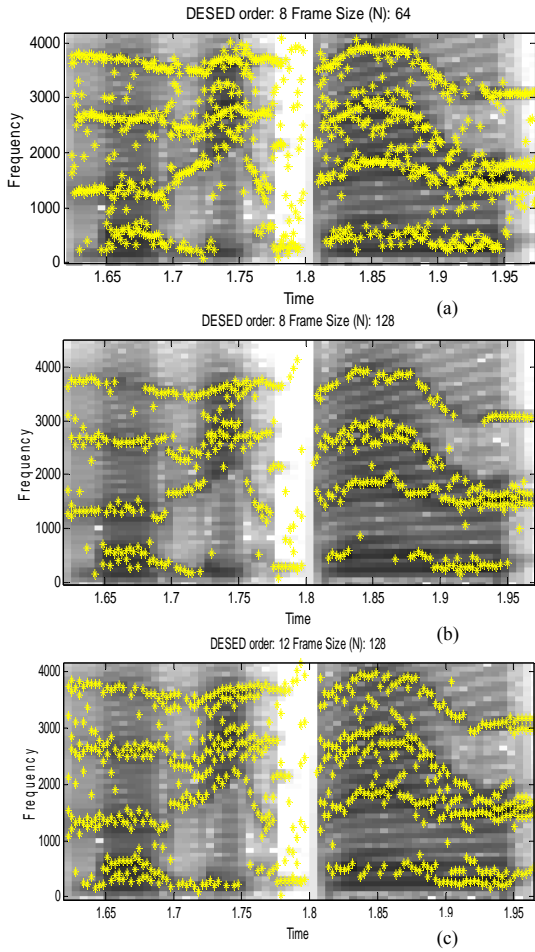 DESED order: 8 Frame Size (N): 64
4000
3000
2000
1000
0
Frequency
1.65 1.7 1.75 1.8 1.85 1.9 1.95
Time
(a)
DESED order: 8 Frame Size (N): 128
4000
3000
2000
1000
0
Frequency
1.65 1.7 1.75 1.8 1.85 1.9 1.95
Time
(b)
DESED order: 12 Frame Size (N): 128
4000
3000
2000
1000
0
Frequency
1.65 1.7 1.75 1.8 1.85 1.9 1.95
Time
(c)